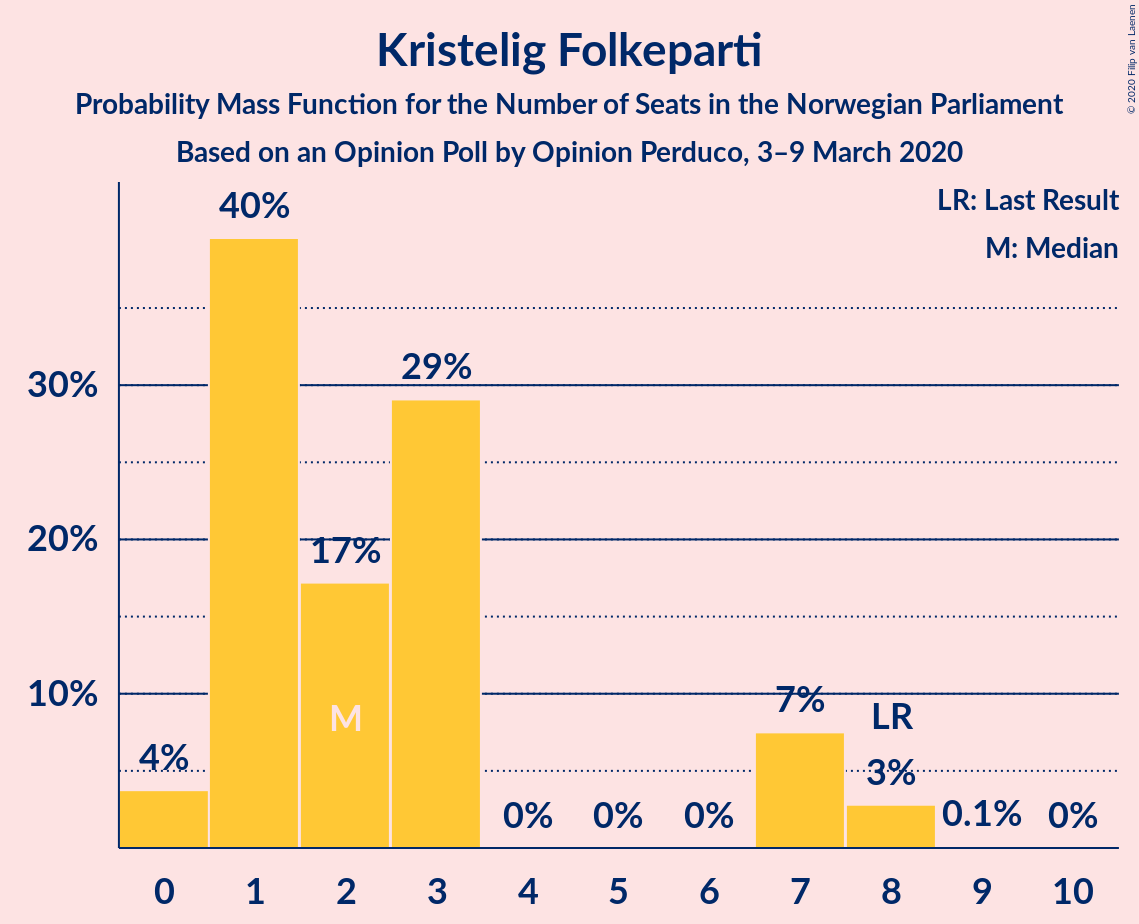 Kristelig Folkeparti
Probability Mass Function for the Number of Seats in the Norwegian Parliament
Based on an Opinion Poll by Opinion Perduco, 3–9 March 2020
© 2020 Filip van Laenen
LR: Last Result
M: Median
40%
29%
30%
20%
17%
10%
7%
LR
M
4%
3%
0%
0%
0%
0.1%
0%
0 1 2 3 4 5 6 7 8 9 10